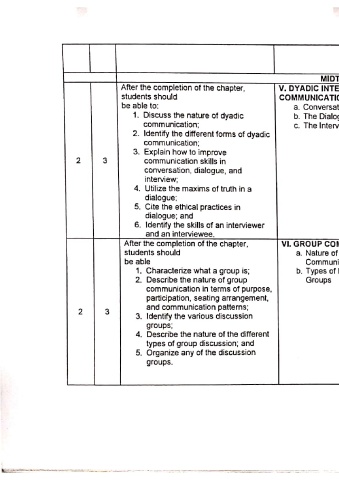 MIDT
After the completion of the chapter,
students should
be able to:
1. Discuss the nature of dyadic
communication;
2. Identify the different forms of dyadic
communication;
3. Explain how to improve
communication skills in
conversation, dialogue, and
interview;
4. Utilize the maxims of truth in a
dialogue;
5. Cite the ethical practices in
dialogue; and
6. Identify the skills of an interviewer
and an interviewee.
2 3
V. DYADIC INTE
COMMUNICATIO
a. Conversat
b. The Dialog
c. The Interv
After the completion of the chapter,
students should
be able
1. Characterize what a group is;
2. Describe the nature of group
communication in terms of purpose,
participation, seating arrangement,
and communication patterns;
3. Identify the various discussion
groups;
4. Describe the nature of the different
types of group discussion; and
5. Organize any of the discussion
groups.
2 3
VI. GROUP COM
a. Nature of
Communi
b. Types of
Groups